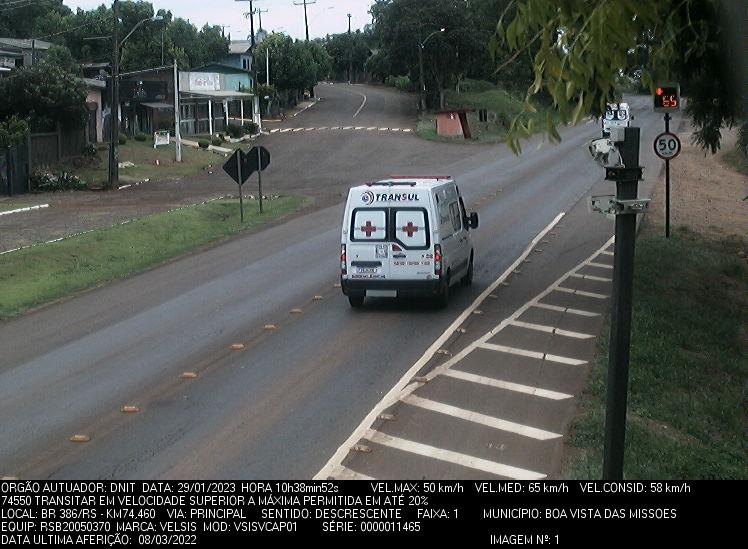 65
50
TRANSUL
ORGÃO AUTUADOR: DNIT DATA: 29/01/2023 HORA 10h38min52s VEL.MAX: 50 km/h VEL.MED: 65 km/h VEL.CONSID: 58 km/h
74550 TRANSITAR EM VELOCIDADE SUPERIOR A MÁXIMA PERMITIDA EM ATÉ 20%
LOCAL: BR 386/RS - KM74,460 VIA: PRINCIPAL SENTIDO: DESCRESCENTE FAIXA: 1 MUNICÍPIO: BOA VISTA DAS MISSOES
EQUIP: RSB20050370 MARCA: VELSIS MOD: VSISVCAP01 SÉRIE: 0000011465
DATA ULTIMA AFERIÇÃO: 08/03/2022 IMAGEM Nº: 1